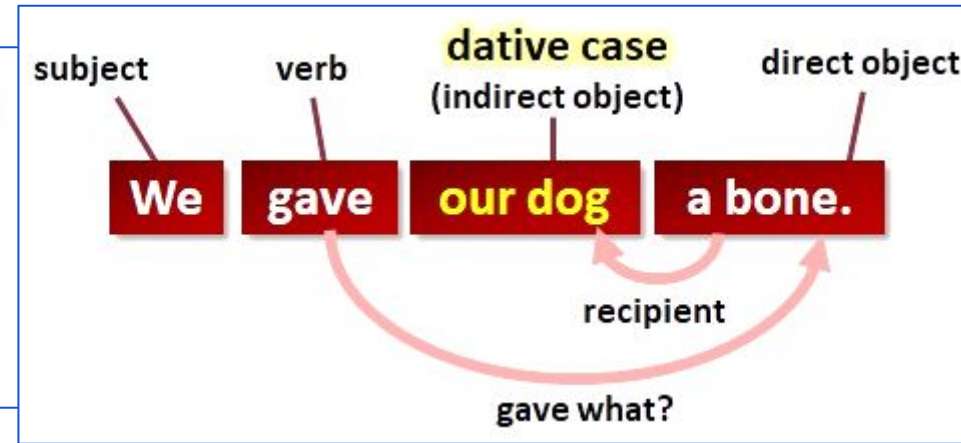 subject
verb
dative case
(indirect object)
direct object
We gave our dog a bone.
recipient
gave what?